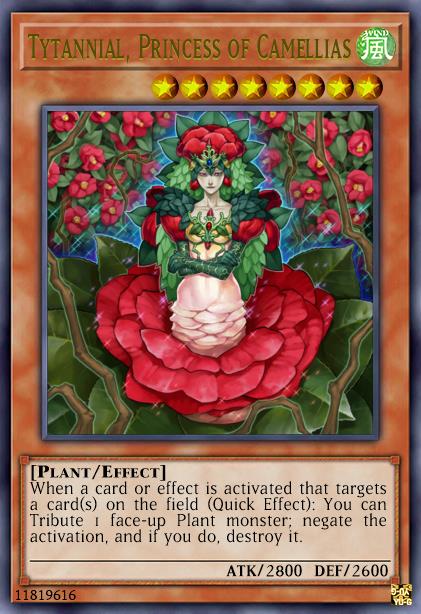 Tytannial, Princess of Camellias
WIND
風
[Plant/Effect]
When a card or effect is activated that targets
a card(s) on the field (Quick Effect): You can
Tribute 1 face-up Plant monster; negate the
activation, and if you do, destroy it.
ATK/2800 DEF/2600
11819616